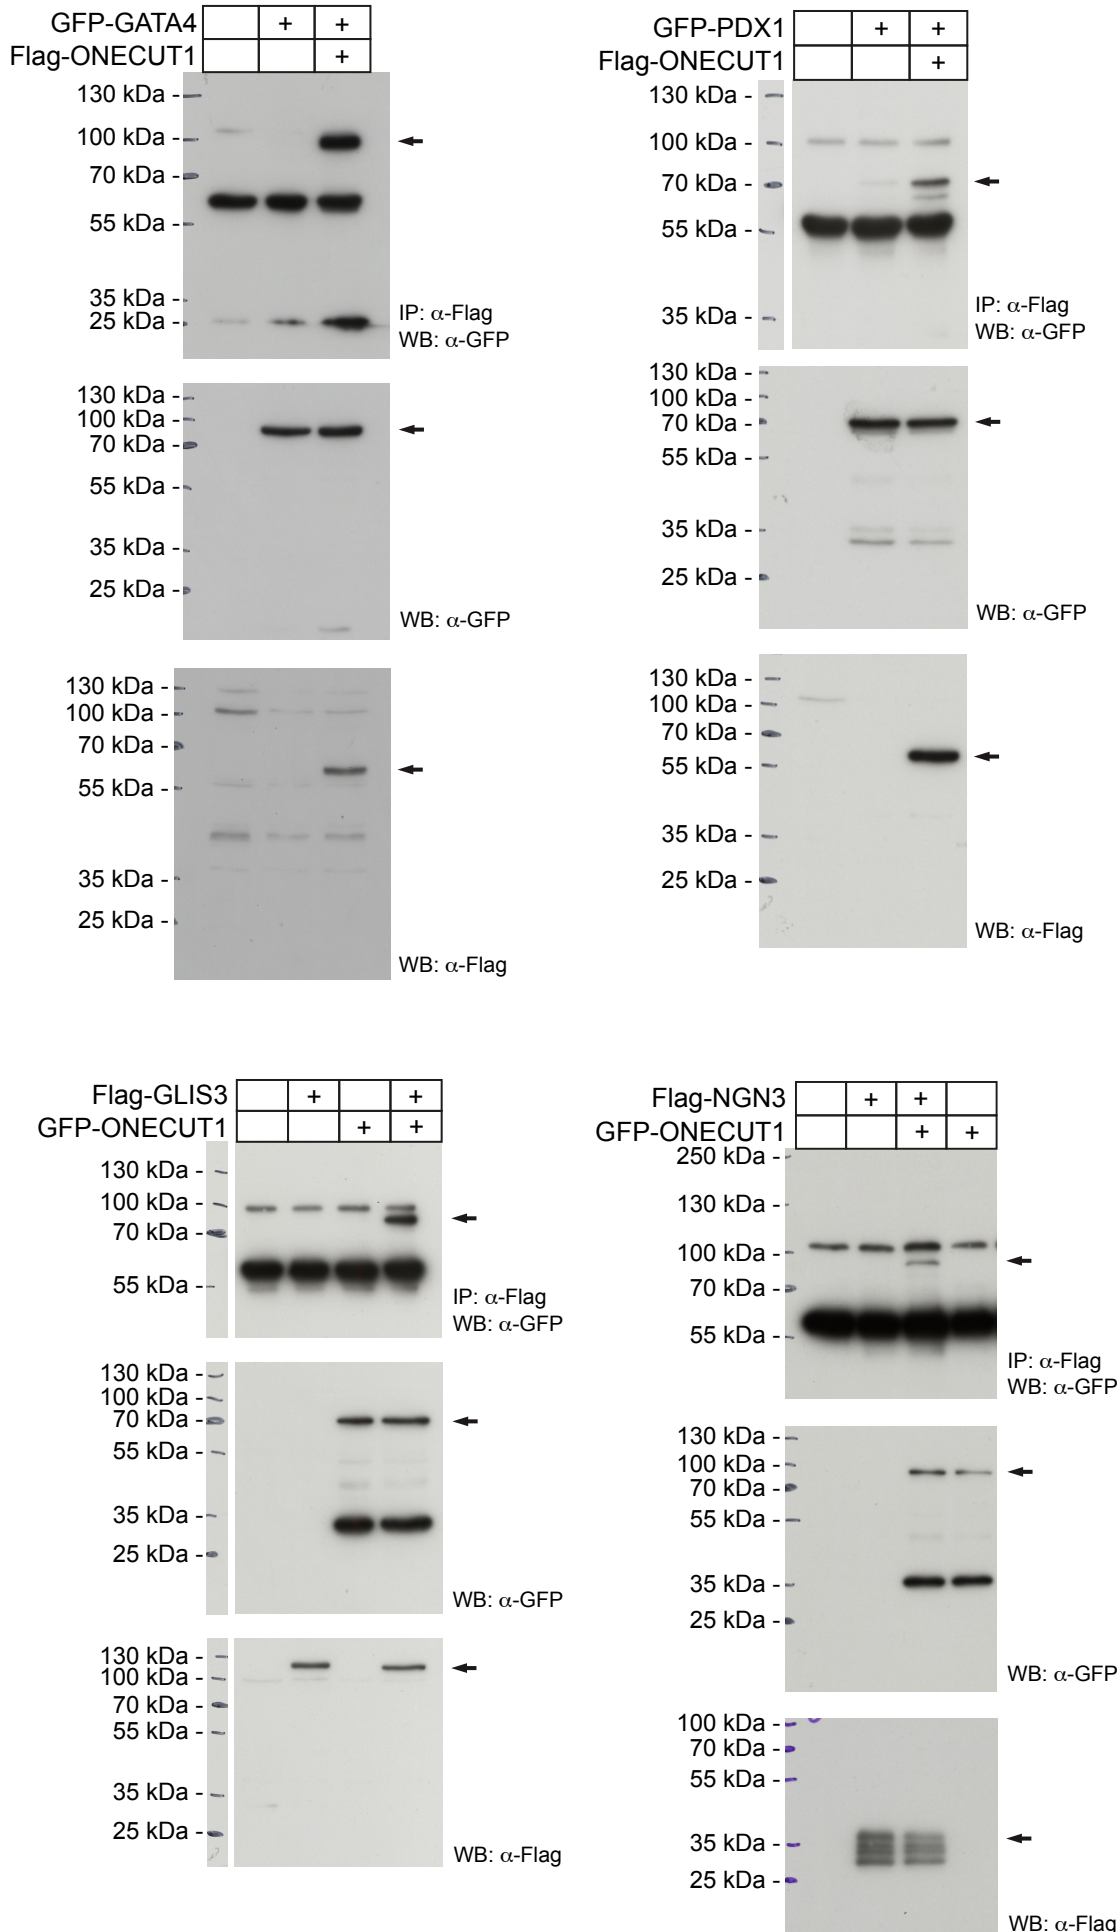 GFP-GATA4 + +
Flag-ONECUT1 +
130 kDa -
100 kDa -
70 kDa -
55 kDa -
35 kDa -
25 kDa -
IP: α-Flag
WB: α-GFP
130 kDa -
100 kDa -
70 kDa -
55 kDa -
35 kDa -
25 kDa -
WB: α-GFP
130 kDa -
100 kDa -
70 kDa -
55 kDa -
35 kDa -
25 kDa -
WB: α-Flag
GFP-PDX1 + +
Flag-ONECUT1 +
130 kDa -
100 kDa -
70 kDa -
55 kDa -
35 kDa -
IP: α-Flag
WB: α-GFP
130 kDa -
100 kDa -
70 kDa -
55 kDa -
35 kDa -
25 kDa -
WB: α-GFP
130 kDa -
100 kDa -
70 kDa -
55 kDa -
35 kDa -
25 kDa -
WB: α-Flag
Flag-GLIS3 + +
GFP-ONECUT1 + +
130 kDa -
100 kDa -
70 kDa -
55 kDa -
IP: α-Flag
WB: α-GFP
130 kDa -
100 kDa -
70 kDa -
55 kDa -
35 kDa -
25 kDa -
WB: α-GFP
130 kDa -
100 kDa -
70 kDa -
55 kDa -
35 kDa -
25 kDa -
WB: α-Flag
Flag-NGN3 + +
GFP-ONECUT1 + +
250 kDa -
130 kDa -
100 kDa -
70 kDa -
55 kDa -
IP: α-Flag
WB: α-GFP
130 kDa -
100 kDa -
70 kDa -
55 kDa -
35 kDa -
25 kDa -
WB: α-GFP
100 kDa -
70 kDa -
55 kDa -
35 kDa -
25 kDa -
WB: α-Flag